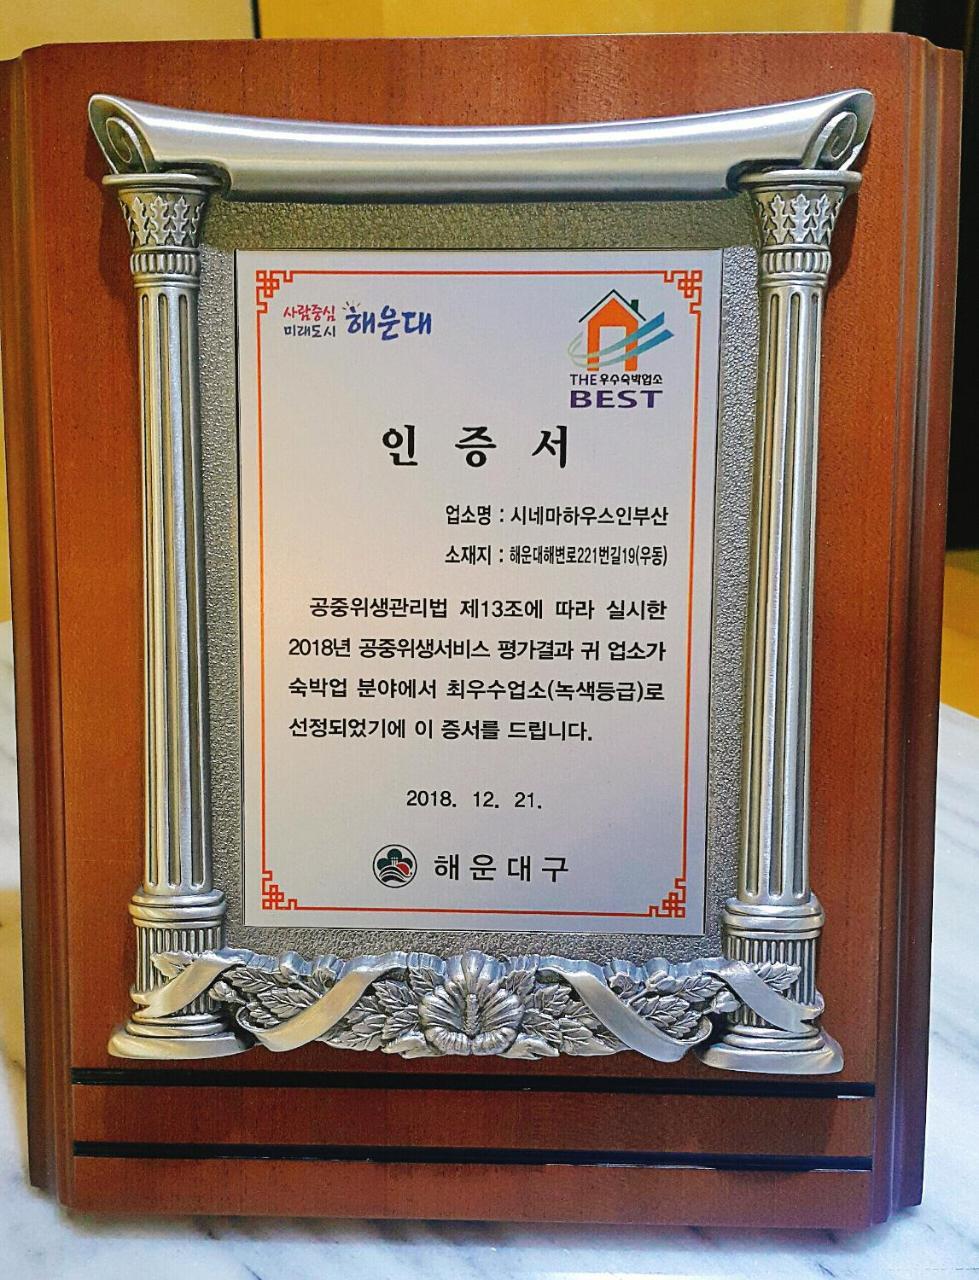 사람중심
미래도시 해운대
THE 우수숙박업소
BEST
인증서
업소명 : 시네마하우스인부산
소재지 : 해운대해변로221번길19(우동)
공중위생관리법 제13조에 따라 실시한
2018년 공중위생서비스 평가결과 귀 업소가
숙박업 분야에서 최우수업소(녹색등급)로
선정되었기에 이 증서를 드립니다.
2018. 12. 21.
해운대구